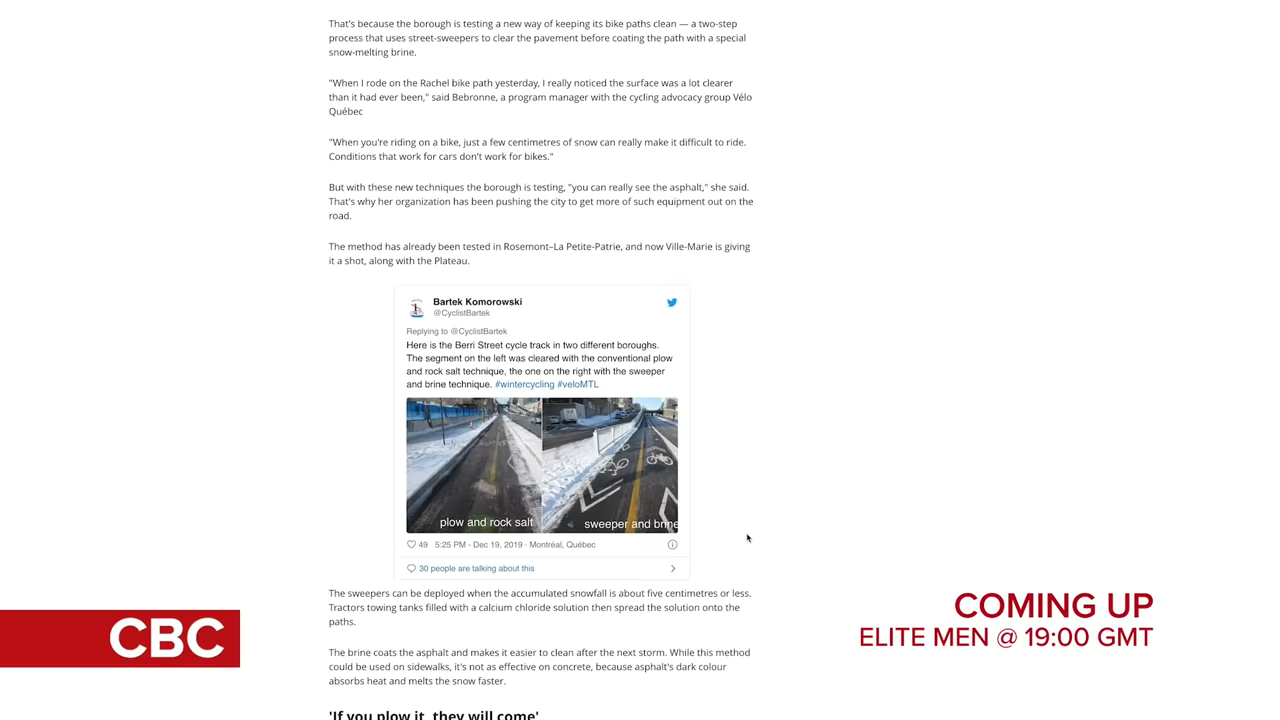 That's because the borough is testing a new way of keeping its bike paths clean — a two-step
process that uses street-sweepers to clear the pavement before coating the path with a special
snow-melting brine.
"When I rode on the Rachel bike path yesterday, I really noticed the surface was a lot clearer
than it had ever been," said Bebronne, a program manager with the cycling advocacy group Vélo
Québec
"When you're riding on a bike, just a few centimetres of snow can really make it difficult to ride.
Conditions that work for cars don't work for bikes."
But with these new techniques the borough is testing, "you can really see the asphalt," she said.
That's why her organization has been pushing the city to get more of such equipment out on the
road.
The method has already been tested in Rosemont–La Petite-Patrie, and now Ville-Marie is giving
it a shot, along with the Plateau.
Bartek Komorowski
@CyclistBartek
Replying to @CyclistBartek
Here is the Berri Street cycle track in two different boroughs.
The segment on the left was cleared with the conventional plow
and rock salt technique, the one on the right with the sweeper
and brine technique. #wintercycling #veloMTL
plow and rock salt
sweeper and brine
49 5:25 PM - Dec 19, 2019 · Montréal, Québec
30 people are talking about this
The sweepers can be deployed when the accumulated snowfall is about five centimetres or less.
Tractors towing tanks filled with a calcium chloride solution then spread the solution onto the
paths.
The brine coats the asphalt and makes it easier to clean after the next storm. While this method
could be used on sidewalks, it's not as effective on concrete, because asphalt's dark colour
absorbs heat and melts the snow faster.
'If you plow it, they will come'
CBC
COMING UP
ELITE MEN @ 19:00 GMT